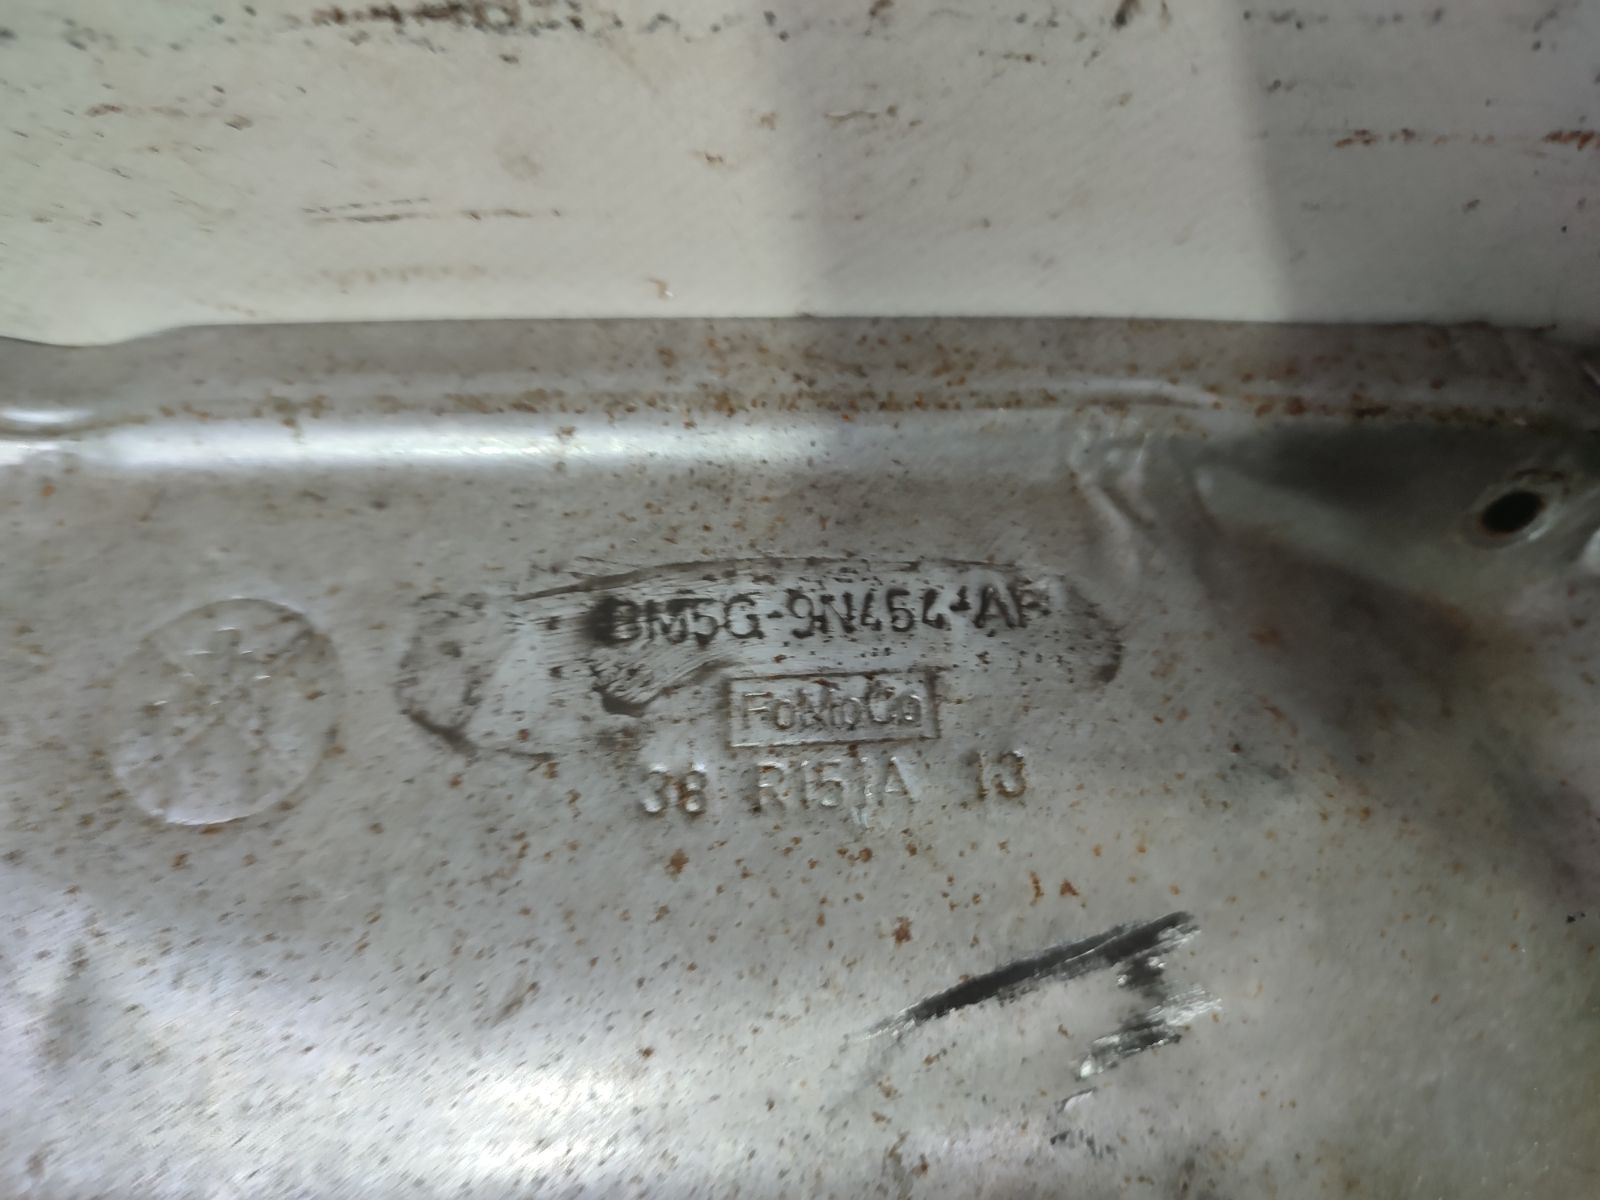 BM5G-9N454-AF
FoMoCo
38 R151A 13